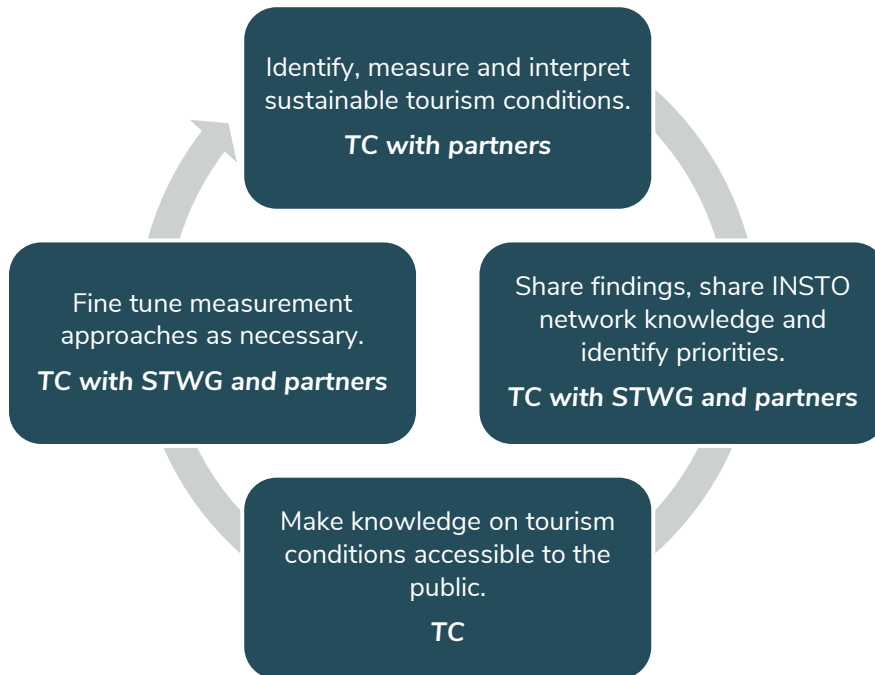 Identify, measure and interpret
sustainable tourism conditions.
TC with partners
Share findings, share INSTO
network knowledge and
identify priorities.
TC with STWG and partners
Make knowledge on tourism
conditions accessible to the
public.
TC
Fine tune measurement
approaches as necessary.
TC with STWG and partners